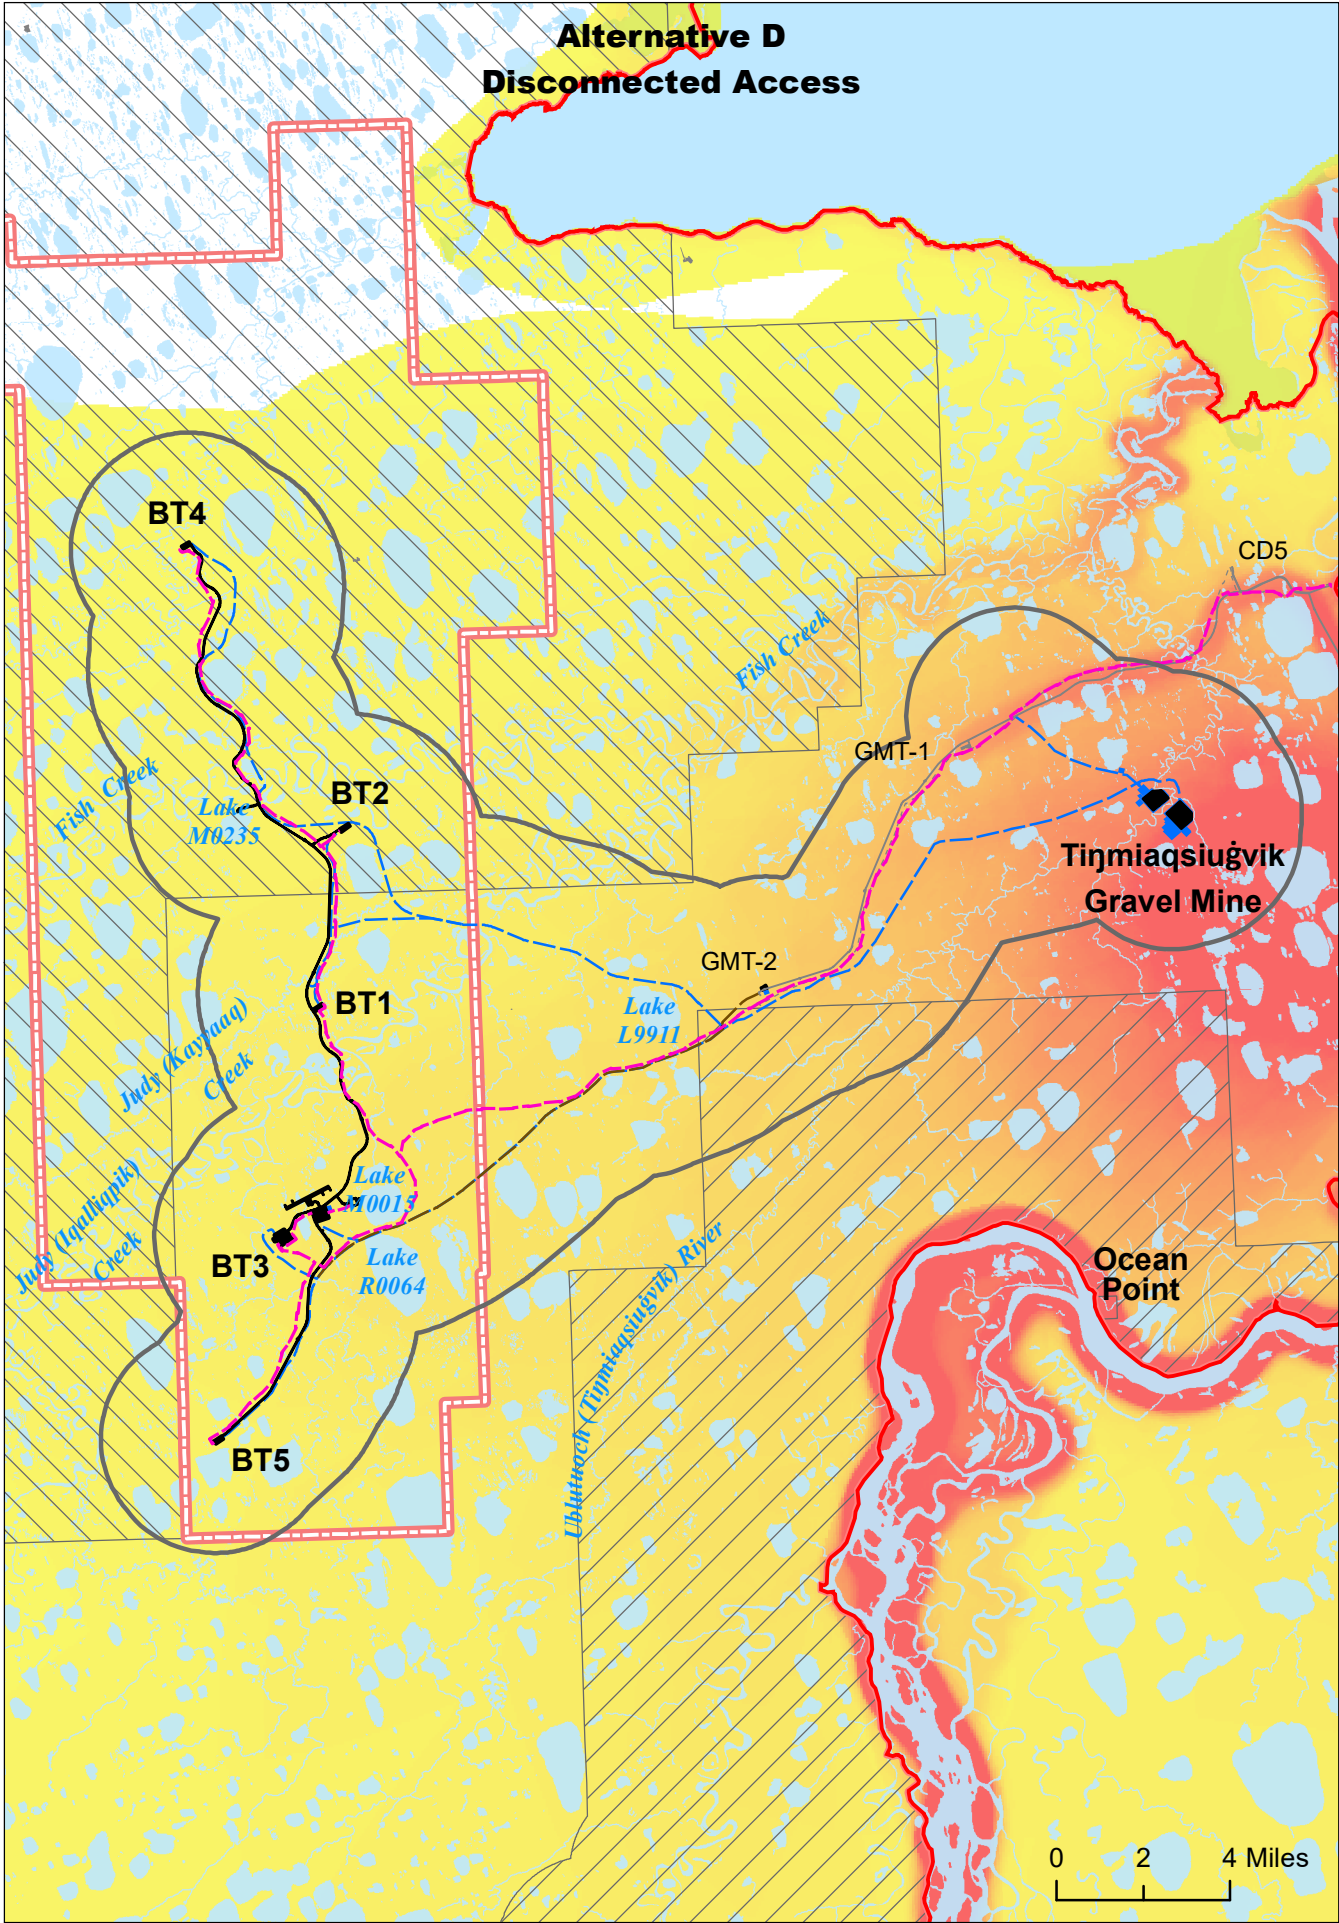 Alternative D
Disconnected Access
BT4
CD5
Fish Creek
GMT-1
Fish Creek
BT2
Lake
M0235
Tiŋmiaqsiuġvik
Gravel Mine
GMT-2
BT1
Lake
L9911
Judy (Kayyaaq)
Creek
Judy (Iqalliqpik)
Creek
Lake
M0015
BT3
Lake
R0064
Ublutuoch (Tiŋmiaqsiuġvik) River
Ocean
Point
BT5
0 2 4 Miles